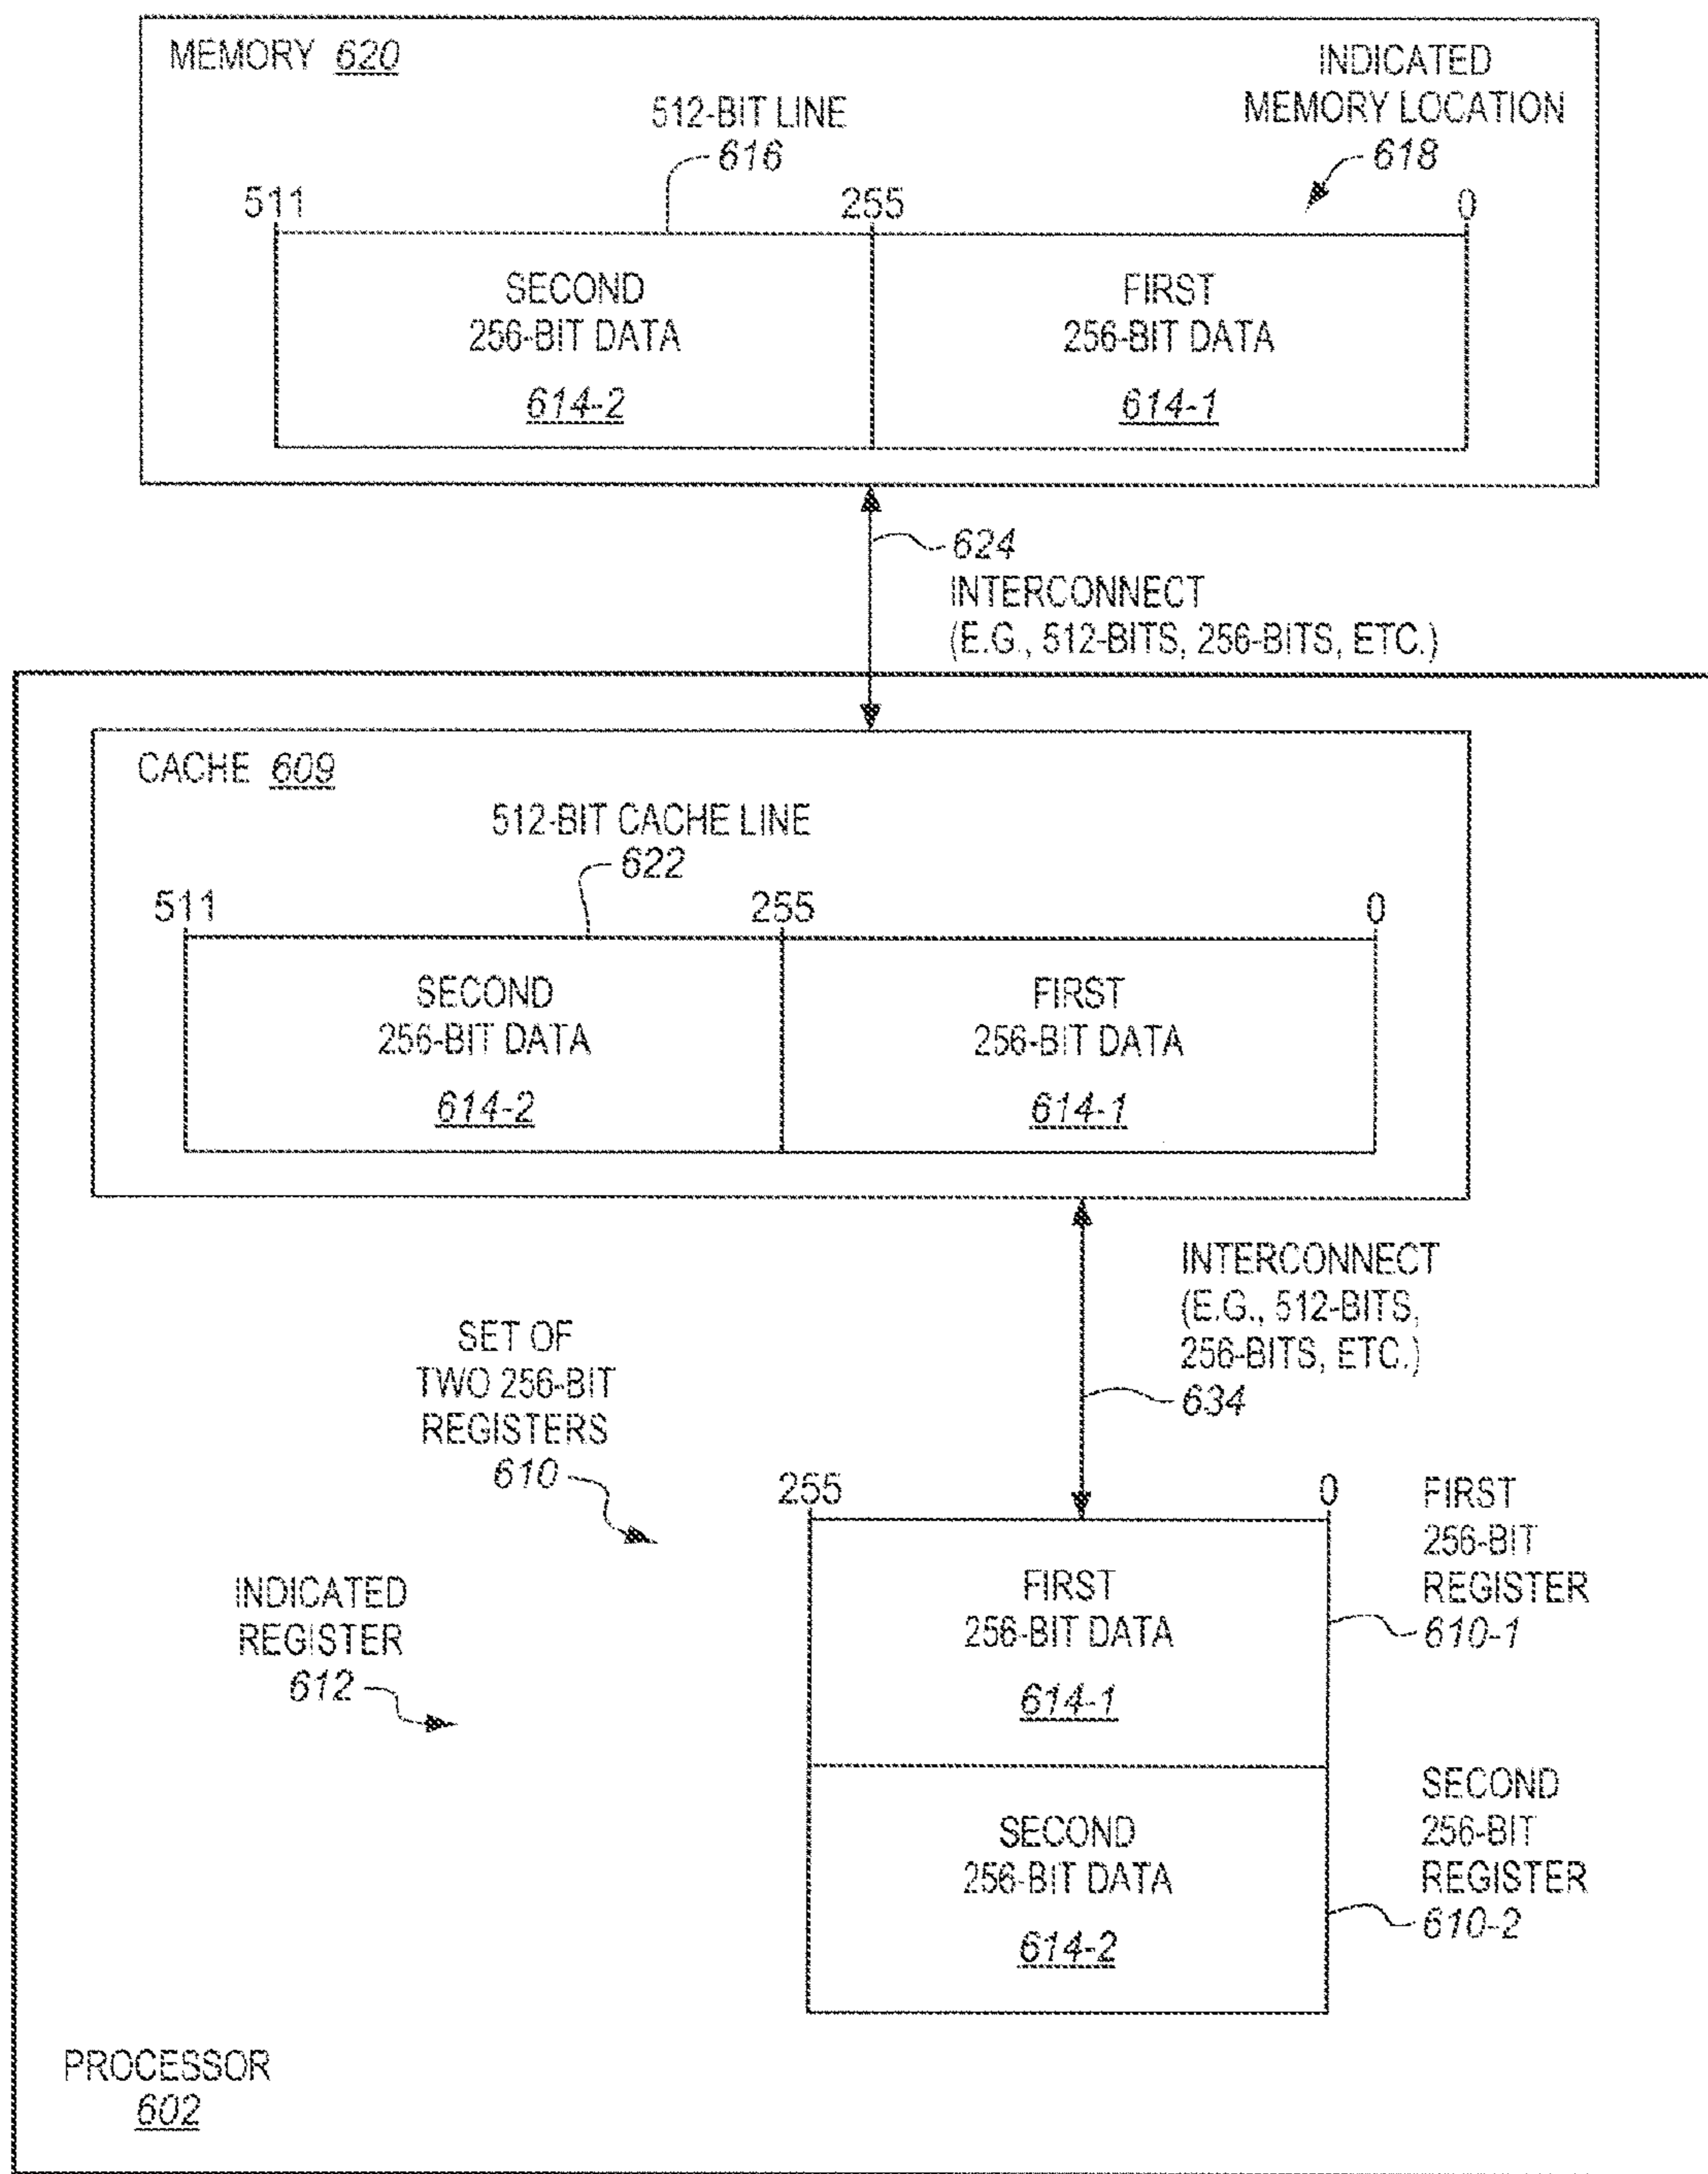 MEMORY 620
INDICATED
MEMORY LOCATION
618
512-BIT LINE
616
511
255
0
SECOND
256-BIT DATA
614-2
FIRST
256-BIT DATA
614-1
624
INTERCONNECT
(E.G., 512-BITS, 256-BITS, ETC.)
CACHE 609
512-BIT CACHE LINE
622
511
255
0
SECOND
256-BIT DATA
614-2
FIRST
256-BIT DATA
614-1
INTERCONNECT
(E.G., 512-BITS,
256-BITS, ETC.)
634
SET OF
TWO 256-BIT
REGISTERS
610
INDICATED
REGISTER
612
255
0
FIRST
256-BIT DATA
614-1
FIRST
256-BIT
REGISTER
610-1
SECOND
256-BIT DATA
614-2
SECOND
256-BIT
REGISTER
610-2
PROCESSOR
602